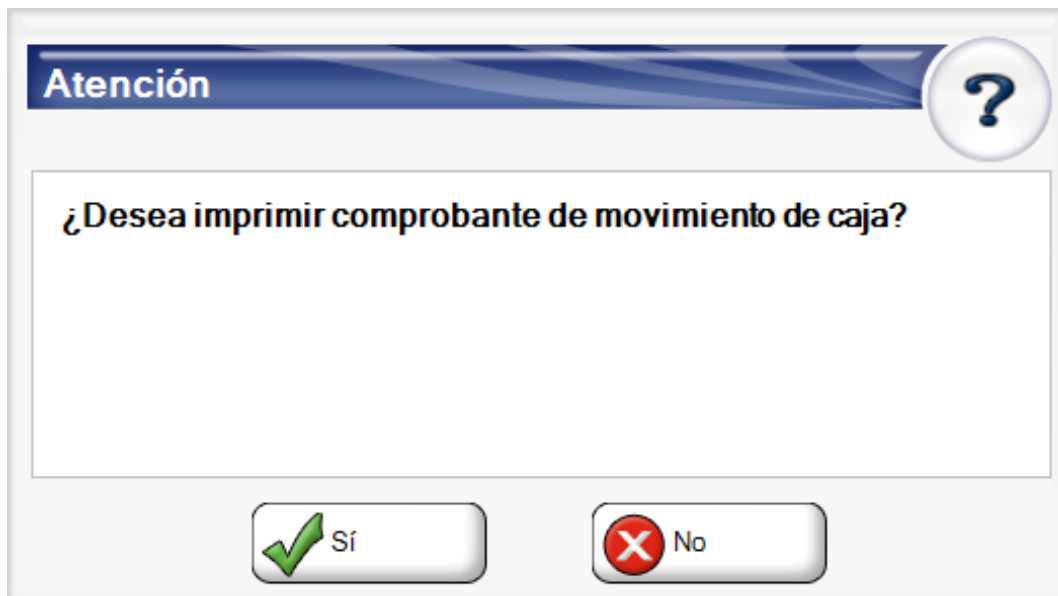 Atención
¿Desea imprimir comprobante de movimiento de caja?
Sí
No